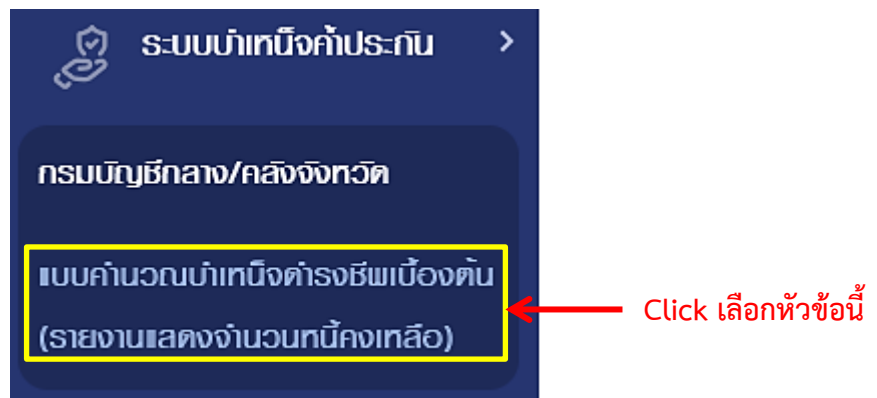 ระบบบำเหน็จค้ำประกัน
กรมบัญชีกลาง/คลังจังหวัด
แบบคำนวณบำเหน็จดำรงชีพเบื้องต้น
(รายงานแสดงจำนวนหนี้คงเหลือ)
Click เลือกหัวข้อนี้